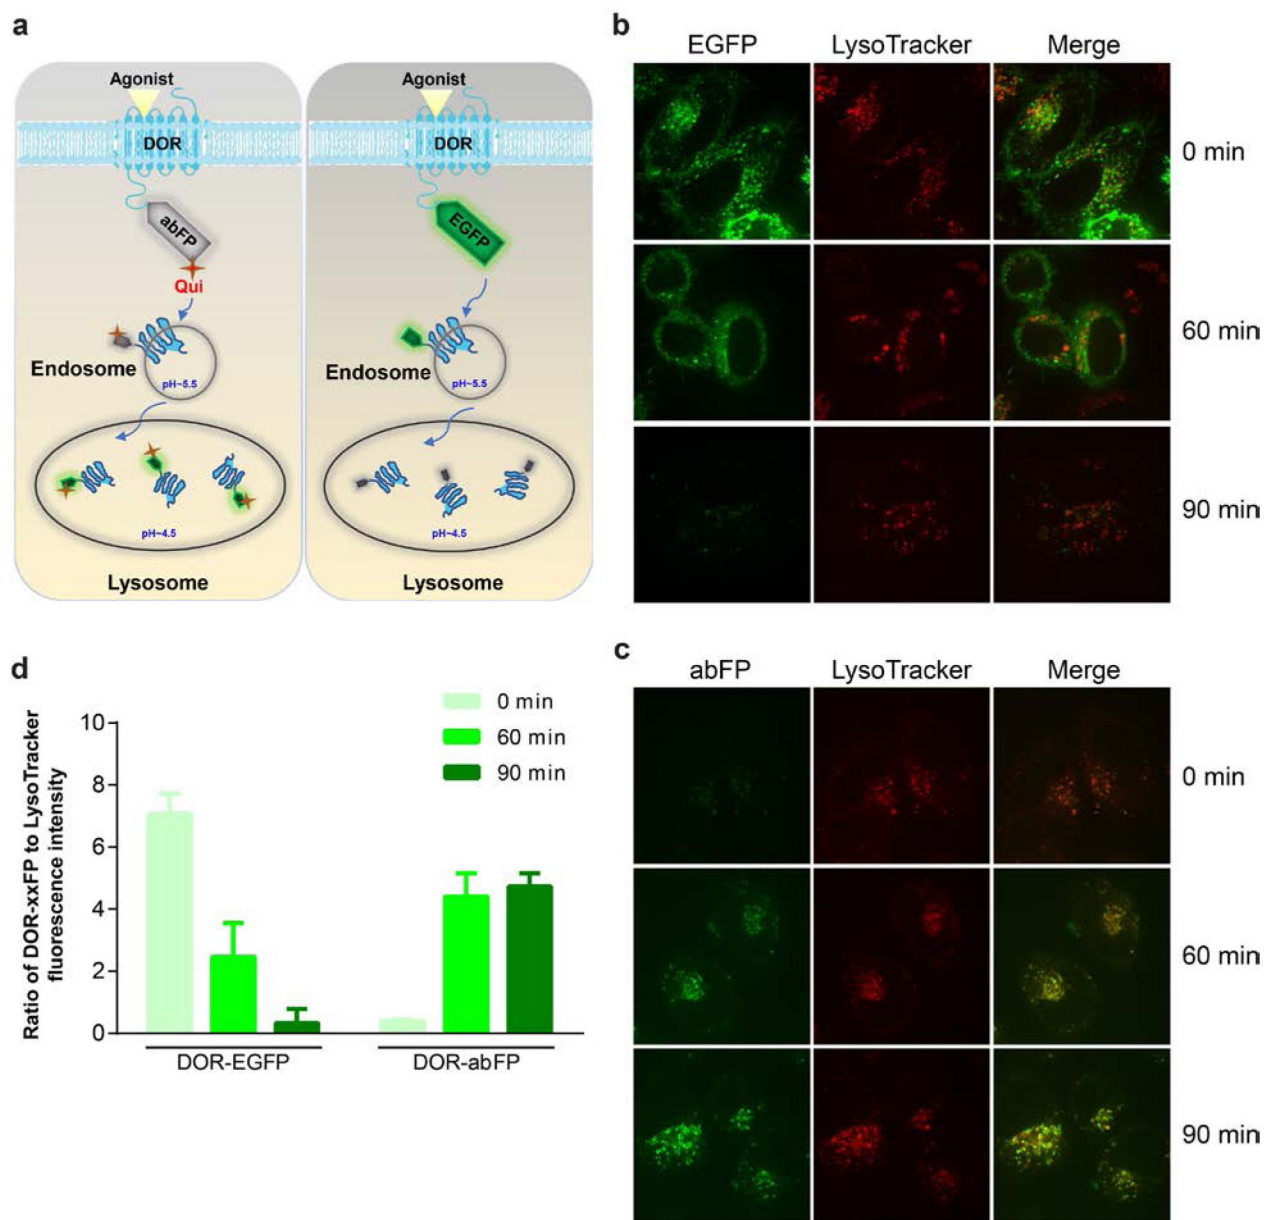 a
Agonist
DOR
abFP
Qui
Endosome
pH~5.5
pH~4.5
Lysosome
Agonist
DOR
EGFP
Endosome
pH~5.5
pH~4.5
Lysosome
b
EGFP LysoTracker Merge
0 min
60 min
90 min
c
abFP LysoTracker Merge
0 min
60 min
90 min
d
Ratio of DOR-xxFP to LysoTracker
fluorescence intensity
10
8
6
4
2
0
0 min
60 min
90 min
DOR-EGFP DOR-abFP